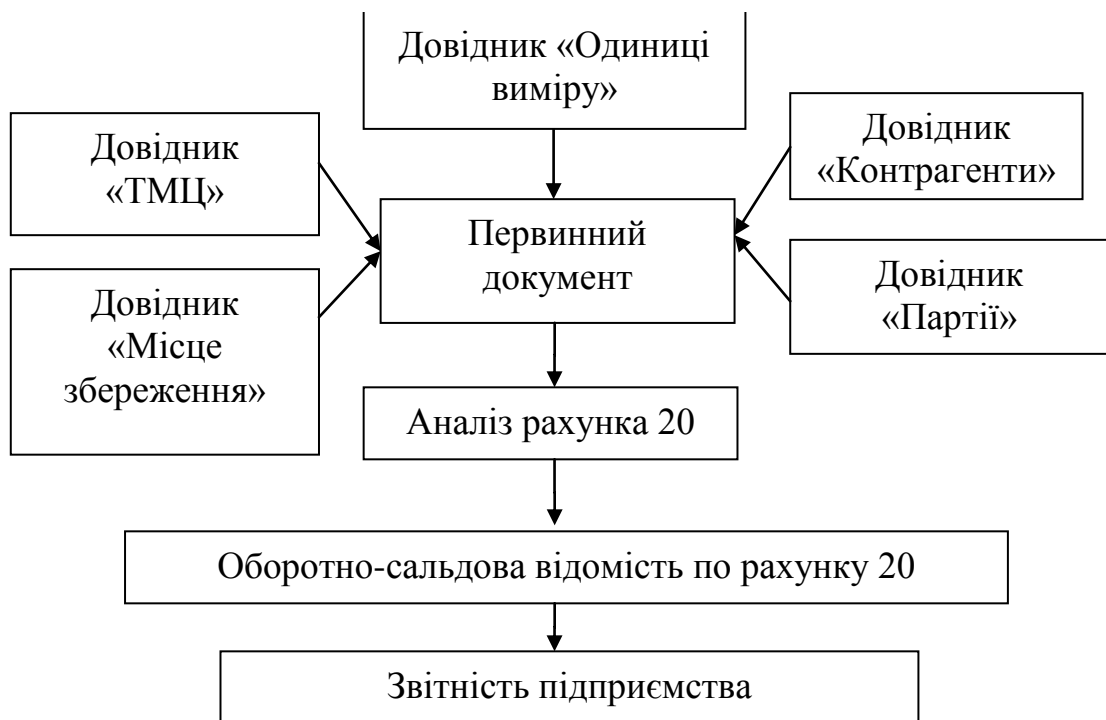 Довідник «Одиниці
виміру»
Довідник
«ТМЦ»
Довідник
«Контрагенти»
Первинний
документ
Довідник
«Місце
збереження»
Довідник
«Партії»
Аналіз рахунка 20
Оборотно-сальдова відомість по рахунку 20
Звітність підприємства